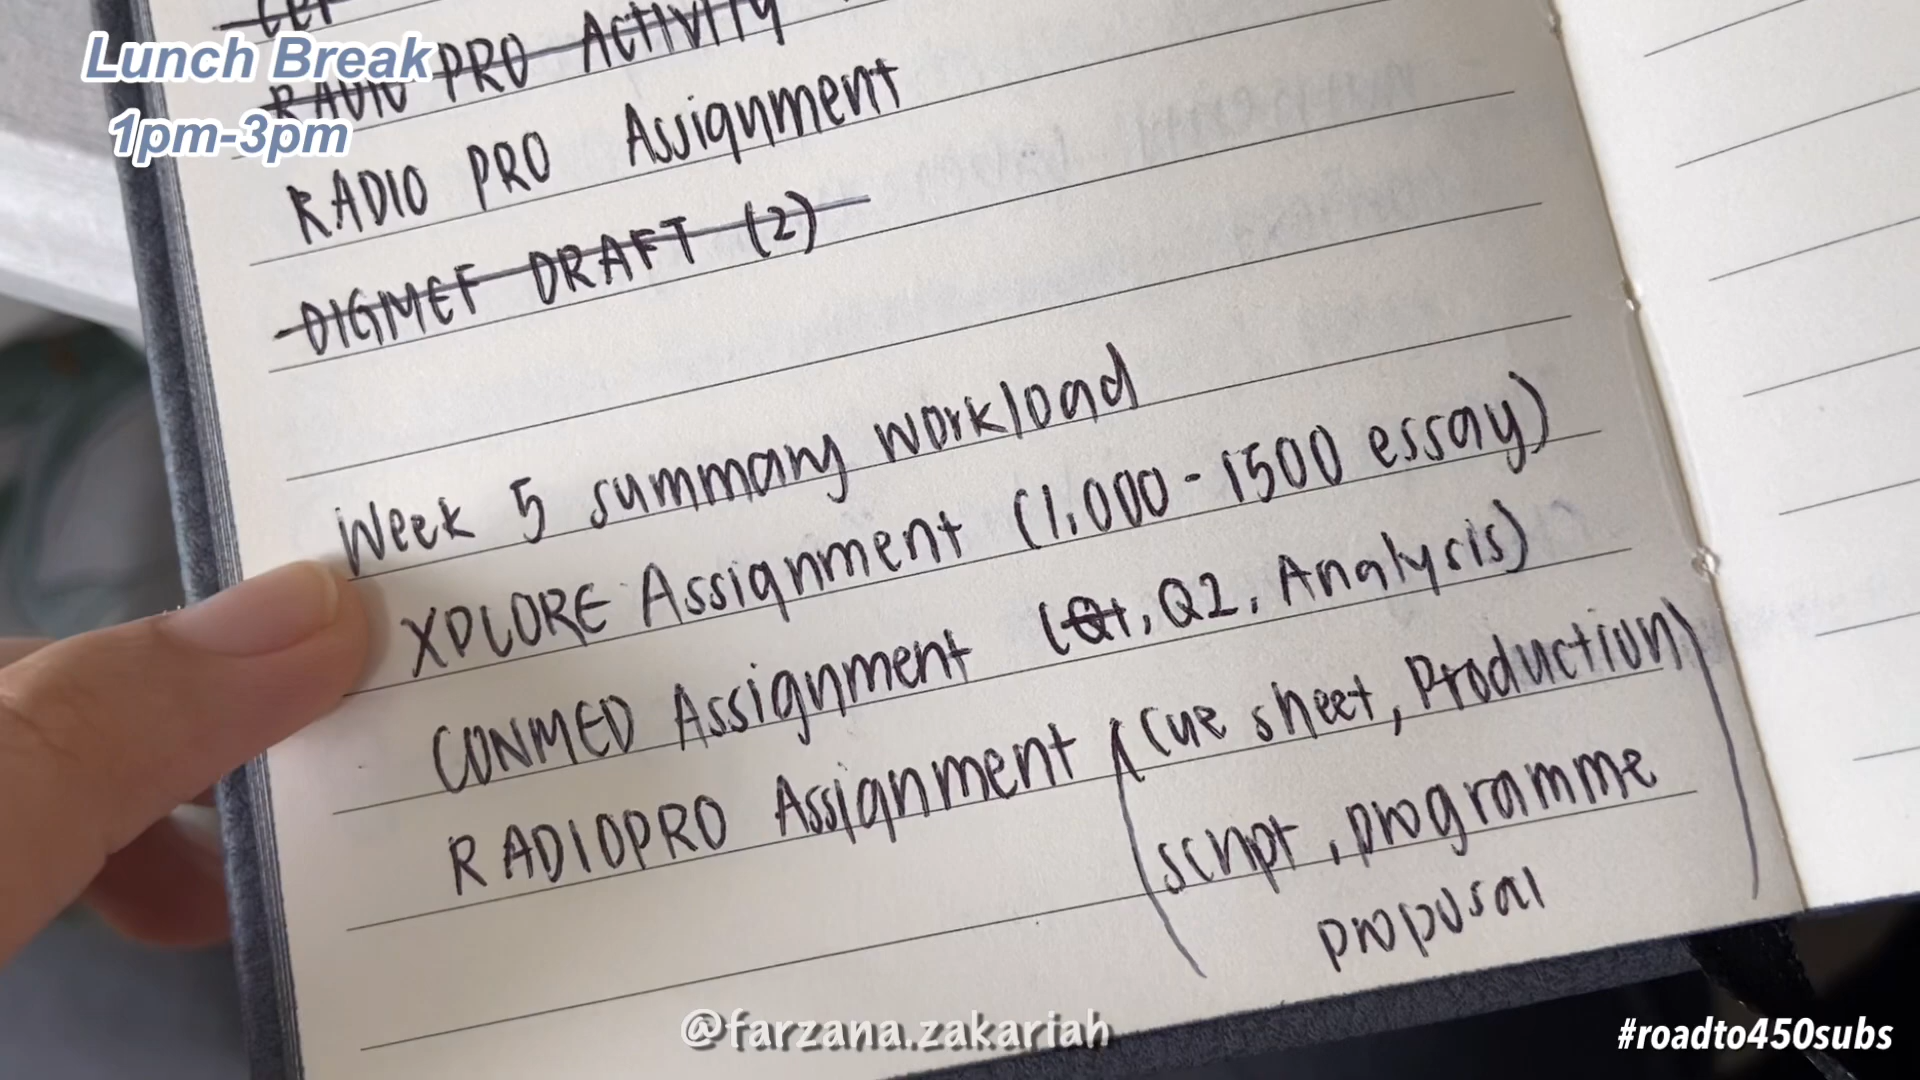 Lunch Break
1pm-3pm
RADIO PRO ACTIVITY
RADIO PRO Assignment
DIGMEF DRAFT (2)
Week 5 summary workload
XPLORE Assignment (1,000 - 1500 essay)
CONMED Assignment (Q1, Q2, Analysis)
RADIOPRO Assignment (cue sheet, Production
script, programme
proposal)
@farzana.zakariah
#roadto450subs